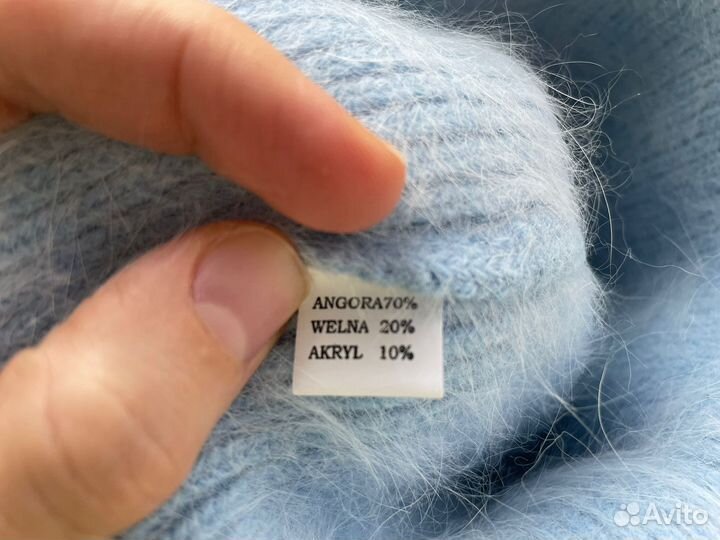 ANGORA70%
WELNA 20%
AKRYL 10%
Avito